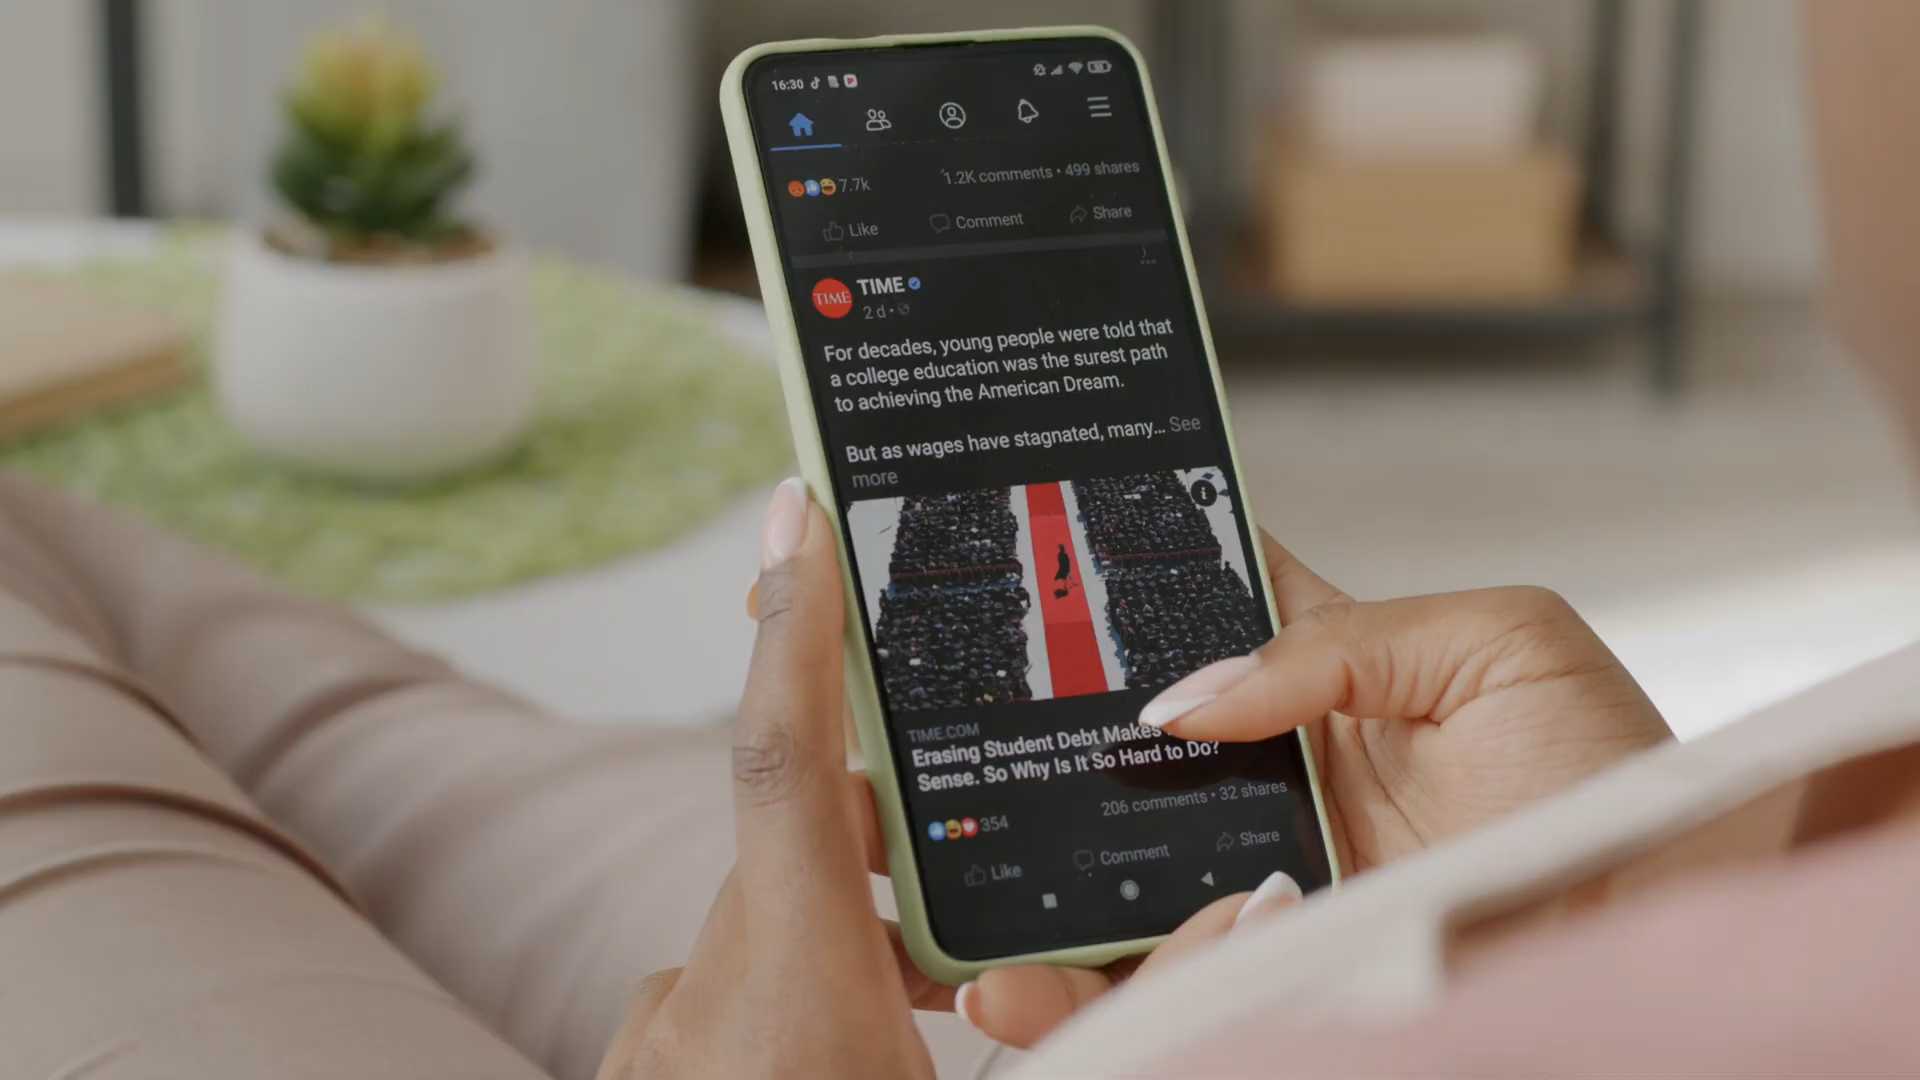 16:30
7.7k
1.2K comments • 499 shares
Like
Comment
Share
TIME
TIME
2 d •
For decades, young people were told that
a college education was the surest path
to achieving the American Dream.
But as wages have stagnated, many... See
more
TIME.COM
Erasing Student Debt Makes
Sense. So Why Is It So Hard to Do?
354
206 comments • 32 shares
Like
Comment
Share